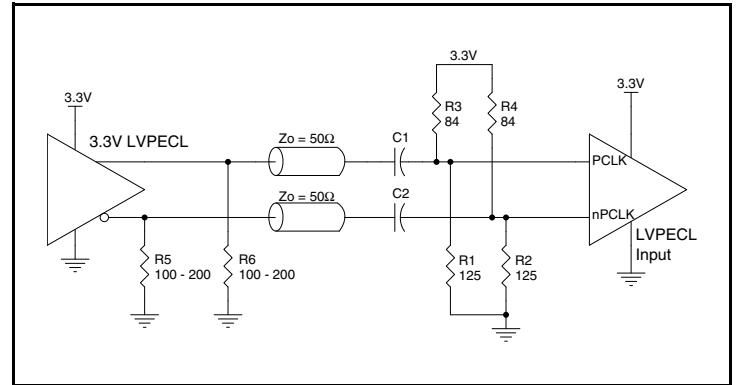 3.3V
3.3V
3.3V
3.3V LVPECL
R3
84
R4
84
Zo = 50Ω
C1
PCLK
Zo = 50Ω
C2
nPCLK
LVPECL
Input
R5
100 - 200
R6
100 - 200
R1
125
R2
125